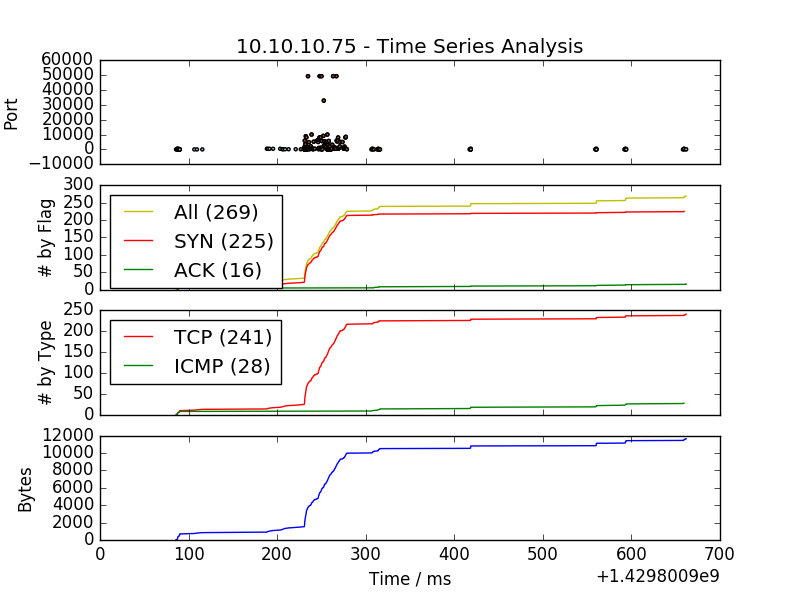 10.10.10.75 - Time Series Analysis
60000
50000
40000
30000
20000
10000
0
−10000
Port
300
250
200
150
100
50
0
# by Flag
All (269)
SYN (225)
ACK (16)
250
200
150
100
50
0
# by Type
TCP (241)
ICMP (28)
12000
10000
8000
6000
4000
2000
0
Bytes
0 100 200 300 400 500 600 700
Time / ms
+1.4298009e9